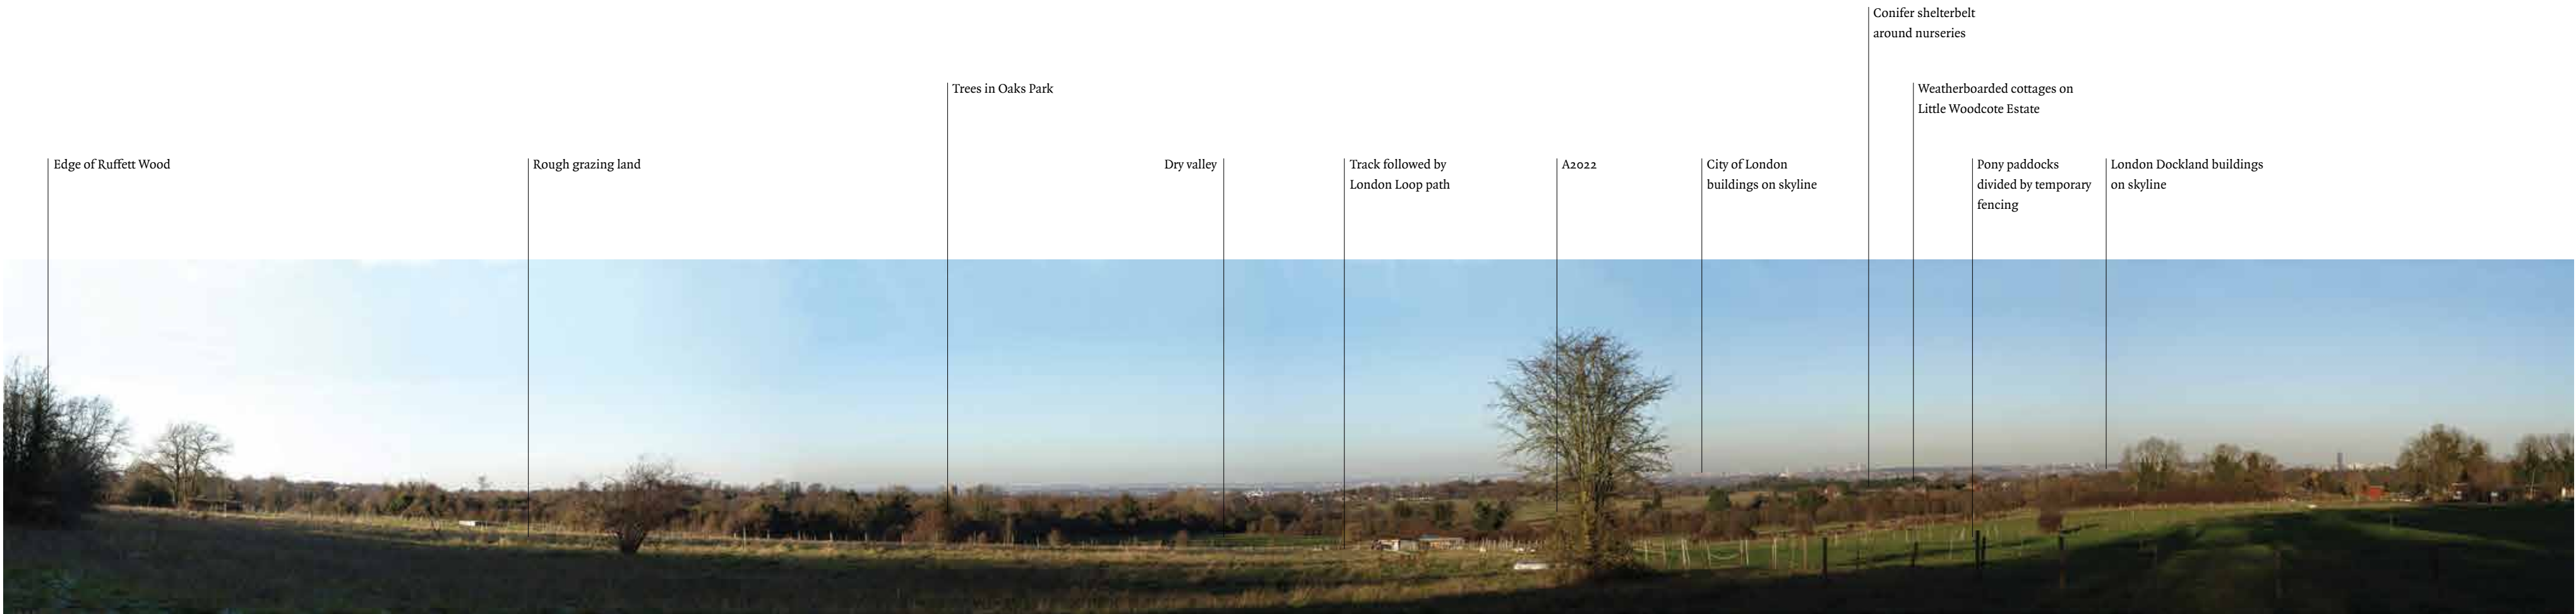 Conifer shelterbelt
around nurseries
Trees in Oaks Park
Weatherboarded cottages on
Little Woodcote Estate
Edge of Ruffett Wood
Rough grazing land
Dry valley
Track followed by
London Loop path
A2022
City of London
buildings on skyline
Pony paddocks
divided by temporary
fencing
London Dockland buildings
on skyline